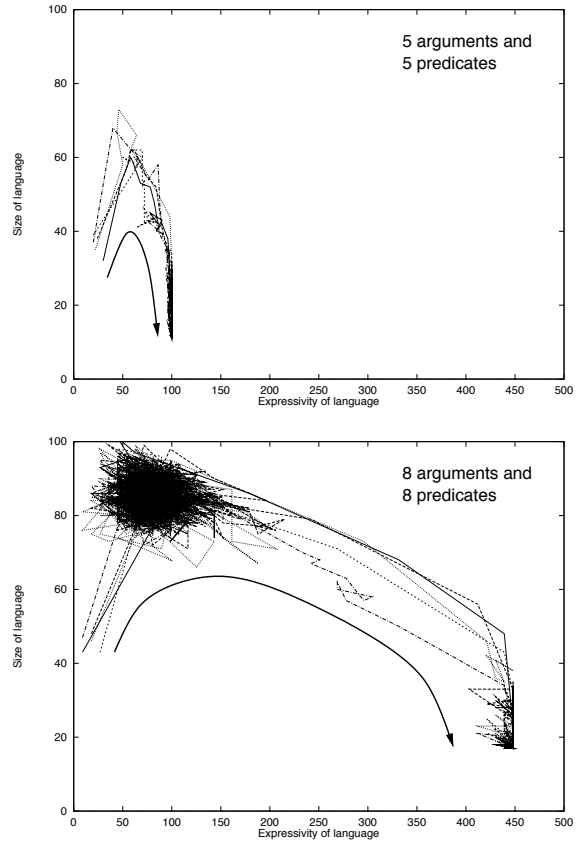 100
80
60
40
20
0
Size of language
5 arguments and
5 predicates
0 50 100 150 200 250 300 350 400 450 500
Expressivity of language
100
80
60
40
20
0
Size of language
8 arguments and
8 predicates
0 50 100 150 200 250 300 350 400 450 500
Expressivity of language